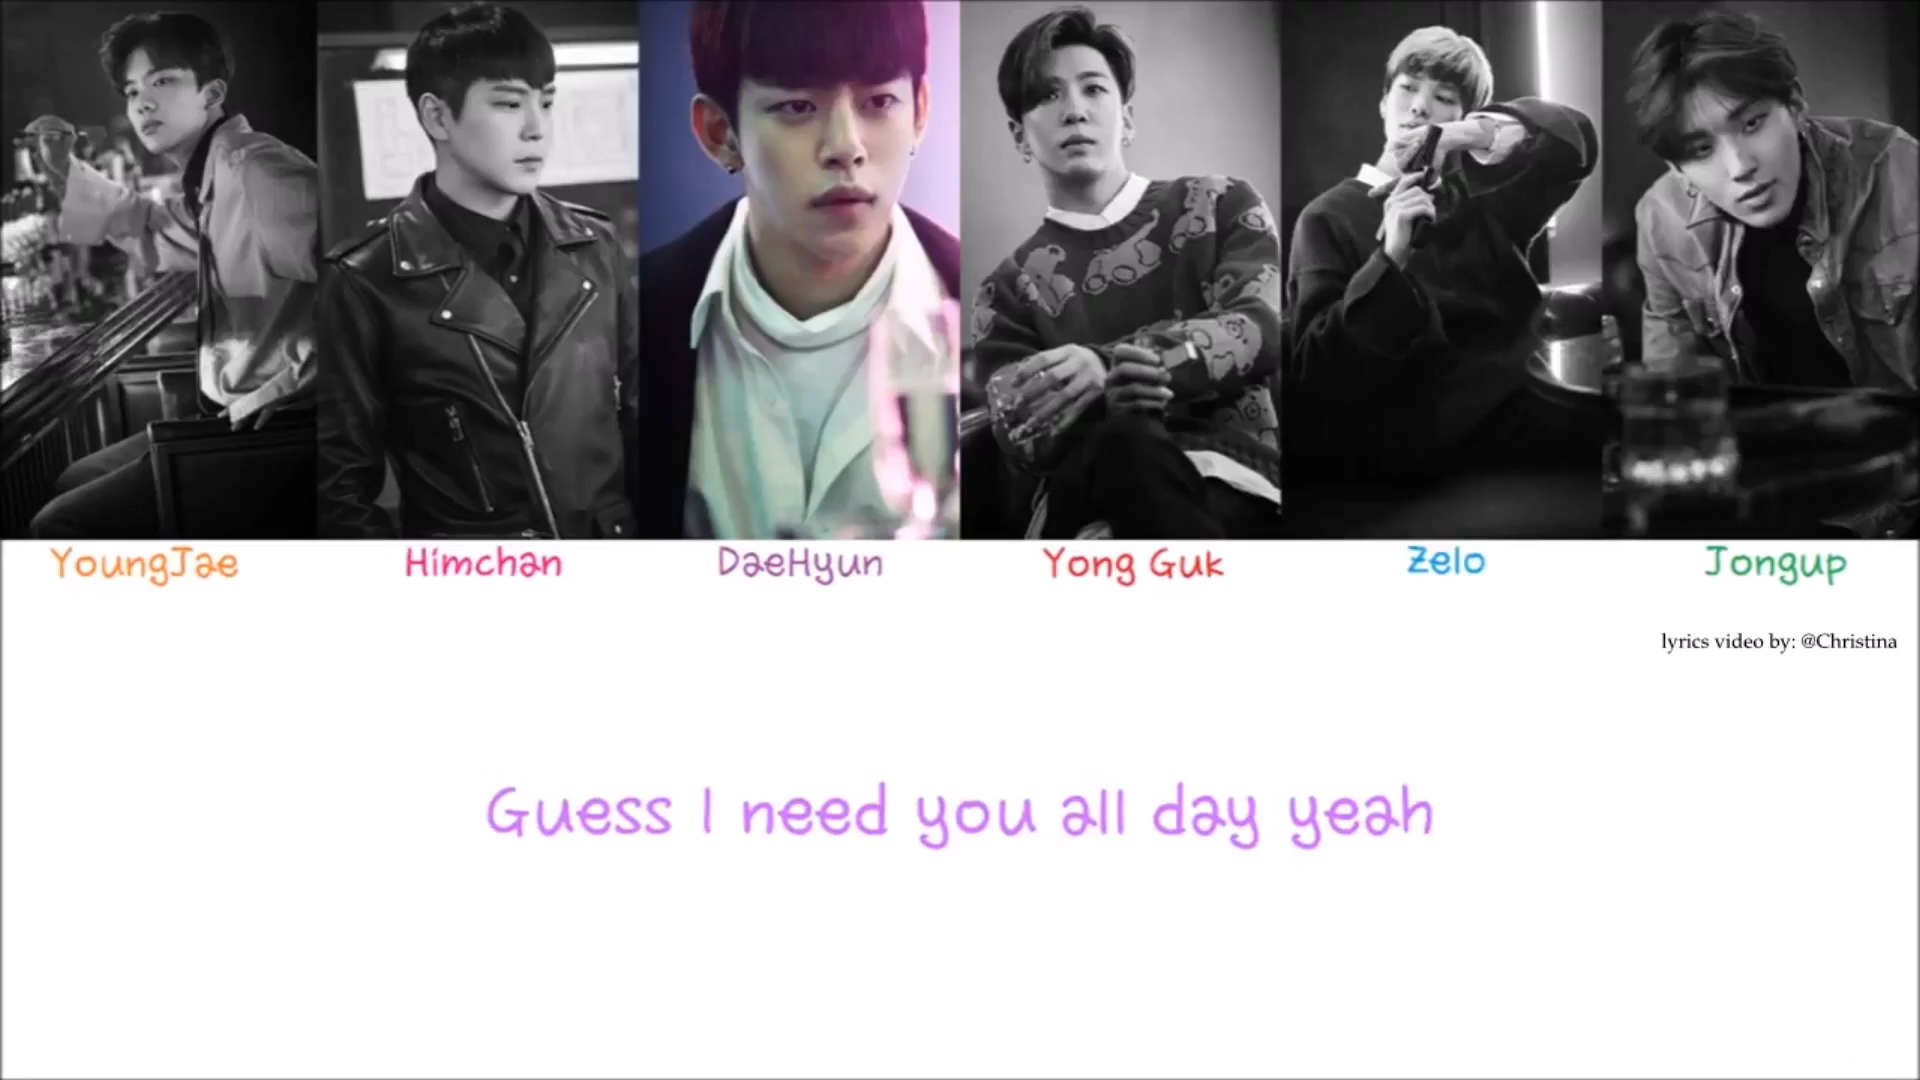 YoungJae Himchan DaeHyun Yong Guk Zelo Jongup
lyrics video by: @Christina
Guess I need you all day yeah